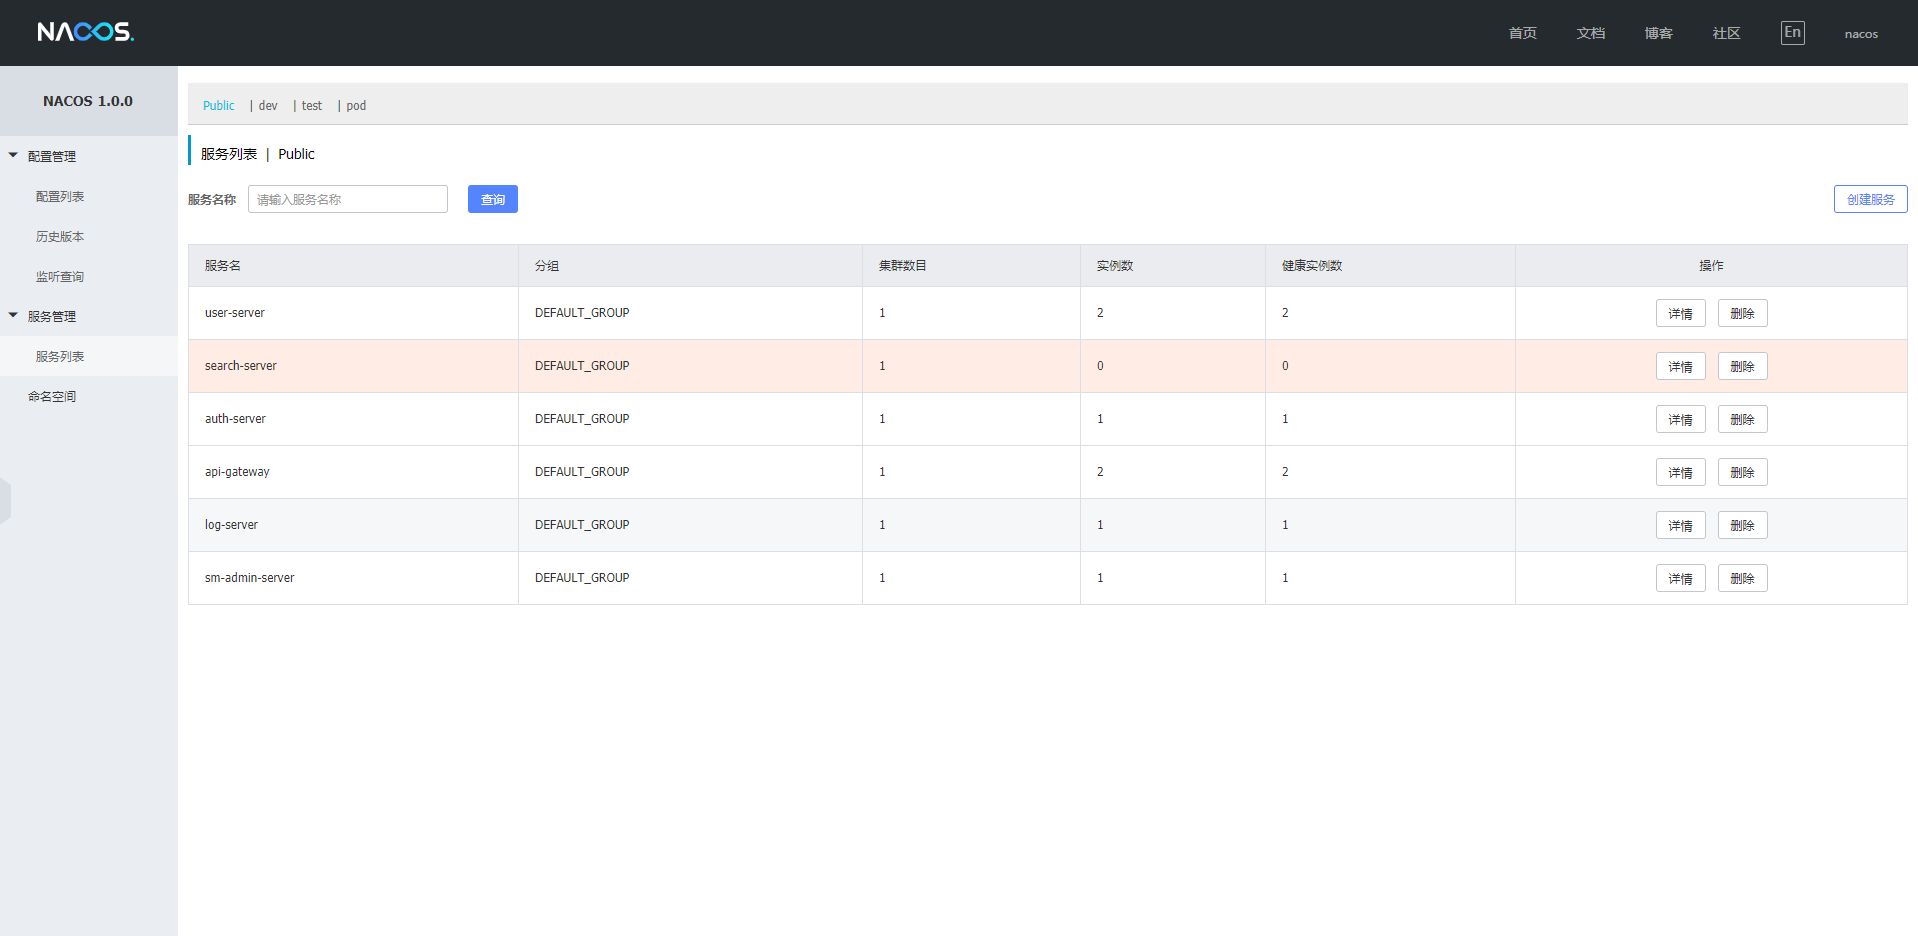 NACOS. 首页 文档 博客 社区 En nacos
NACOS 1.0.0
配置管理
配置列表
历史版本
监听查询
服务管理
服务列表
命名空间
Public | dev | test | pod
服务列表 | Public
服务名称 请输入服务名称 查询 创建服务
服务名 分组 集群数目 实例数 健康实例数 操作
user-server DEFAULT_GROUP 1 2 2 详情 删除
search-server DEFAULT_GROUP 1 0 0 详情 删除
auth-server DEFAULT_GROUP 1 1 1 详情 删除
api-gateway DEFAULT_GROUP 1 2 2 详情 删除
log-server DEFAULT_GROUP 1 1 1 详情 删除
sm-admin-server DEFAULT_GROUP 1 1 1 详情 删除